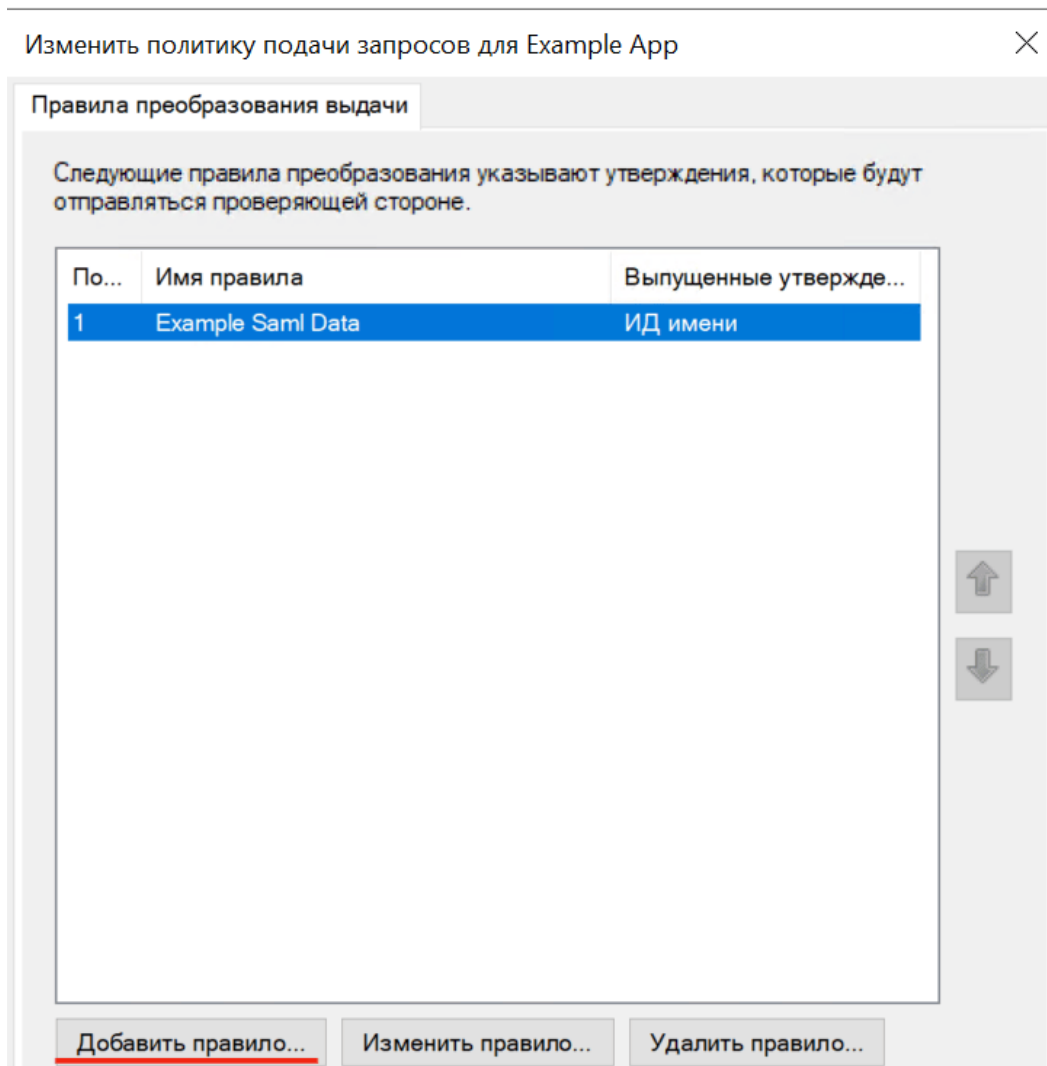 Изменить политику подачи запросов для Example App
Правила преобразования выдачи
Следующие правила преобразования указывают утверждения, которые будут
отправляться проверяющей стороне.
По... Имя правила Выпущенные утвержде...
1 Example Saml Data ИД имени
Добавить правило... Изменить правило... Удалить правило...